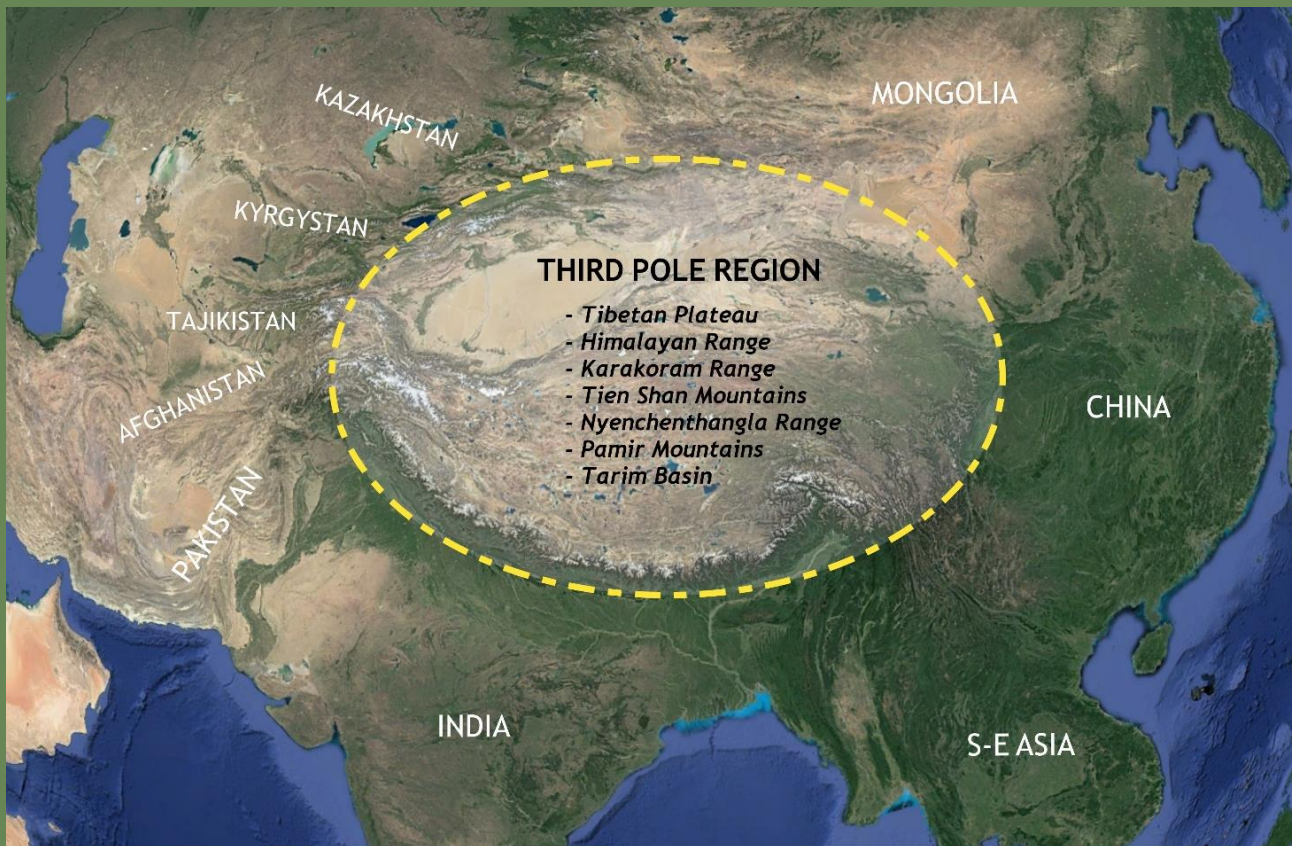 KAZAKHSTAN
MONGOLIA
KYRGYSTAN
THIRD POLE REGION
- Tibetan Plateau
- Himalayan Range
- Karakoram Range
- Tien Shan Mountains
- Nyenchenthangla Range
- Pamir Mountains
- Tarim Basin
TAJIKISTAN
AFGHANISTAN
CHINA
PAKISTAN
INDIA
S-E ASIA